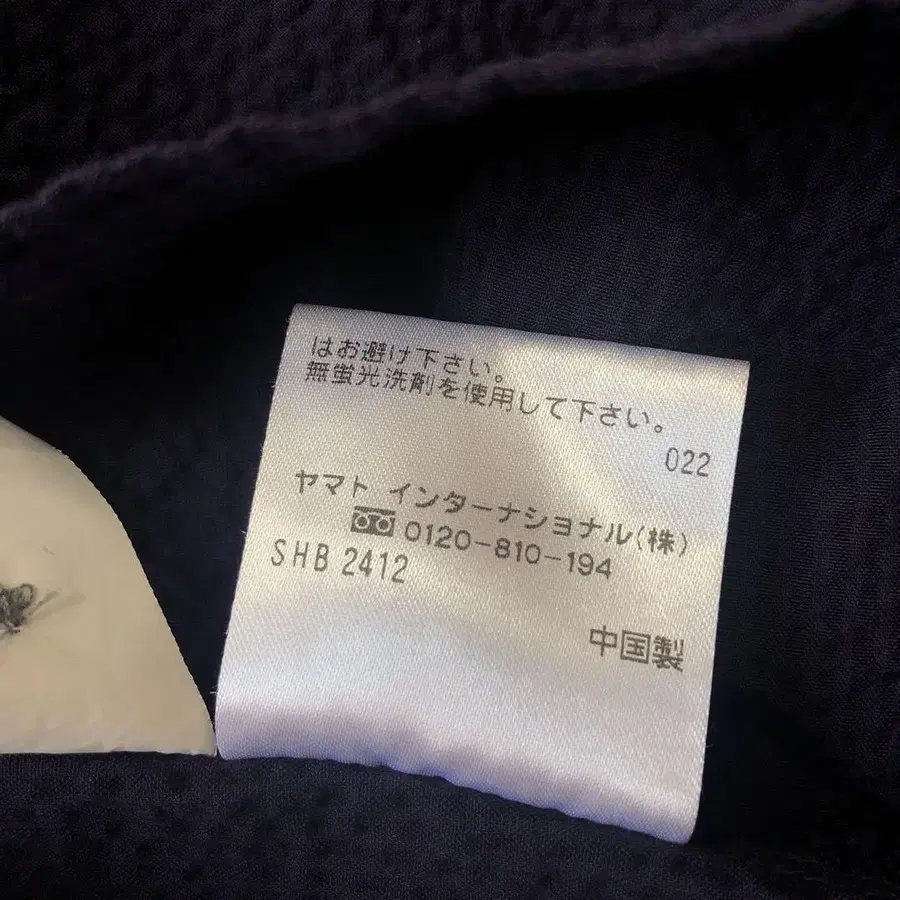 はお避け下さい。
無蛍光洗剤を使用して下さい。
022
ヤマト インターナショナル(株)
0120-810-194
SHB 2412
中国製